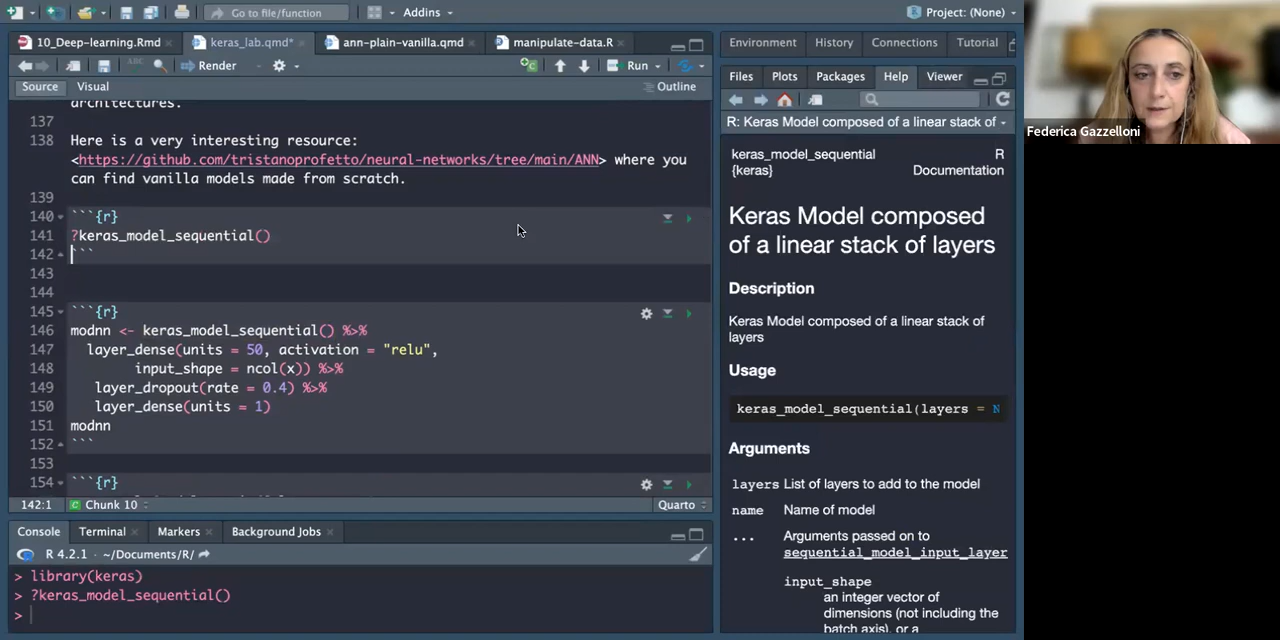 Go to file/function
Addins
Project: (None)
10_Deep-learning.Rmd
keras_lab.qmd*
ann-plain-vanilla.qmd
manipulate-data.R
ABC
Render
Run
Source
Visual
Outline
architectures.
137
138 Here is a very interesting resource:
<https://github.com/tristanoprofetto/neural-networks/tree/main/ANN> where you
can find vanilla models made from scratch.
139
140 ```{r}
141 ?keras_model_sequential()
142 ```
143
144
145 ```{r}
146 modnn <- keras_model_sequential() %>%
147 layer_dense(units = 50, activation = "relu",
148 input_shape = ncol(x)) %>%
149 layer_dropout(rate = 0.4) %>%
150 layer_dense(units = 1)
151 modnn
152 ```
153
154 ```{r}
142:1
Chunk 10
Quarto
Console
Terminal
Markers
Background Jobs
R 4.2.1 · ~/Documents/R/
> library(keras)
> ?keras_model_sequential()
>
Environment
History
Connections
Tutorial
Files
Plots
Packages
Help
Viewer
R: Keras Model composed of a linear stack of
keras_model_sequential
{keras}
R
Documentation
Keras Model composed
of a linear stack of layers
Description
Keras Model composed of a linear stack of
layers
Usage
keras_model_sequential(layers = N
Arguments
layers List of layers to add to the model
name Name of model
... Arguments passed on to
sequential_model_input_layer
input_shape
an integer vector of
dimensions (not including the
batch axis), or a
Federica Gazzelloni